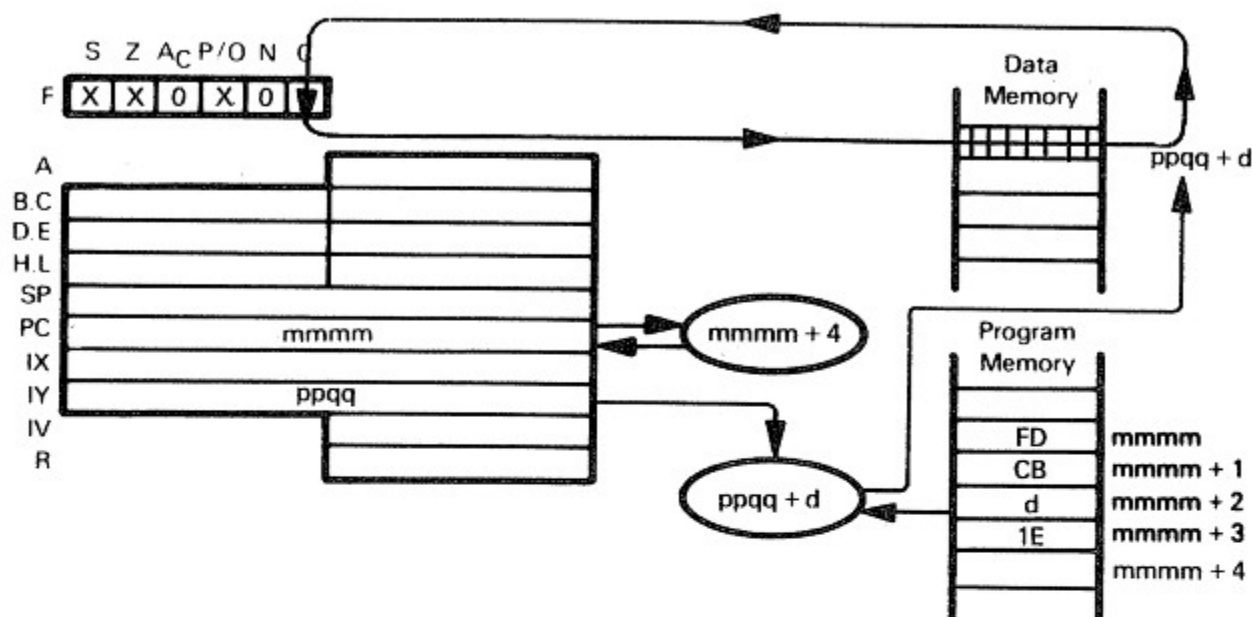 S Z AC P/O N C
F X X 0 X 0
Data
Memory
ppqq + d
A
B.C
D.E
H.L
SP
PC mmmm
mmmm + 4
IX
IY ppqq
IV
R
ppqq + d
Program
Memory
FD mmmm
CB mmmm + 1
d mmmm + 2
1E mmmm + 3
mmmm + 4